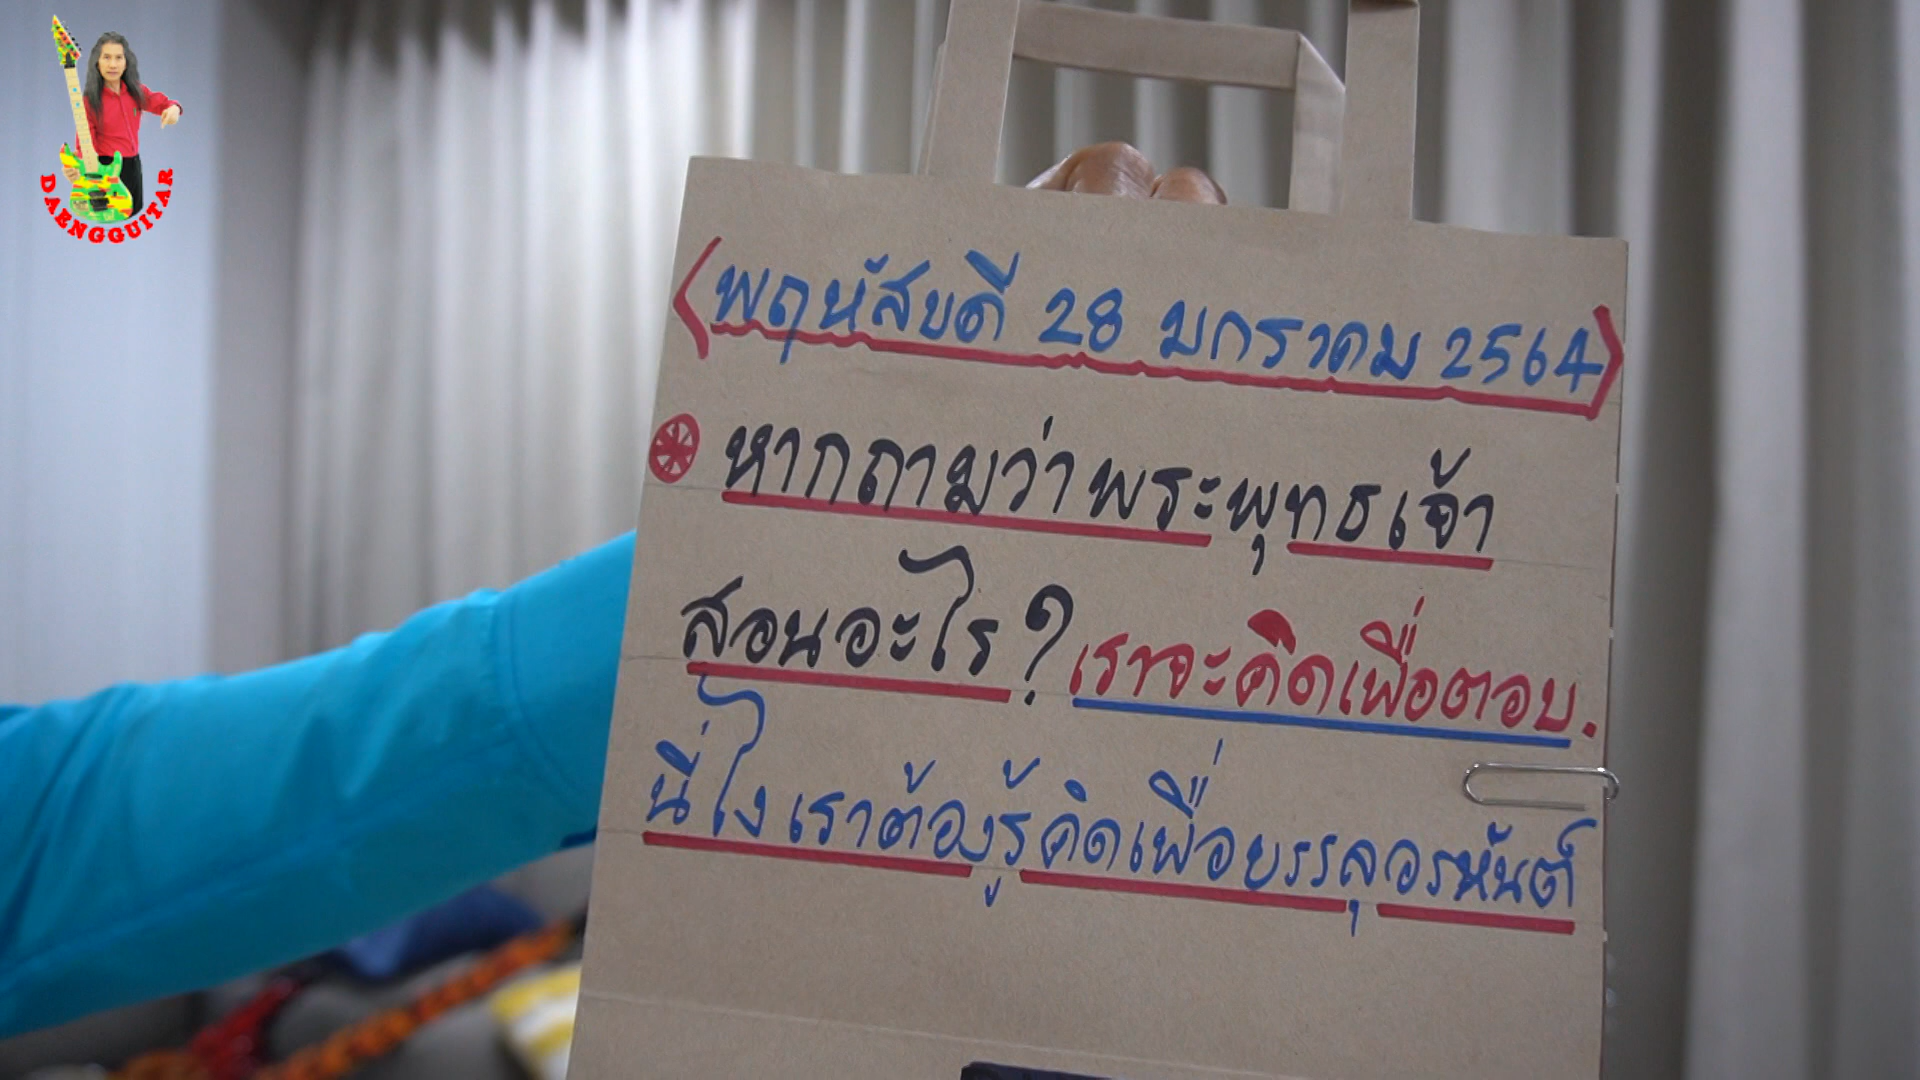 DAENGGUITAR
<พฤหัสบดี 28 มกราคม 2564>
หากถามว่าพระพุทธเจ้า
สอนอะไร? เราจะคิดเพื่อตอบ.
นี่ไง เราต้องรู้คิดเพื่อบรรลุอรหันต์